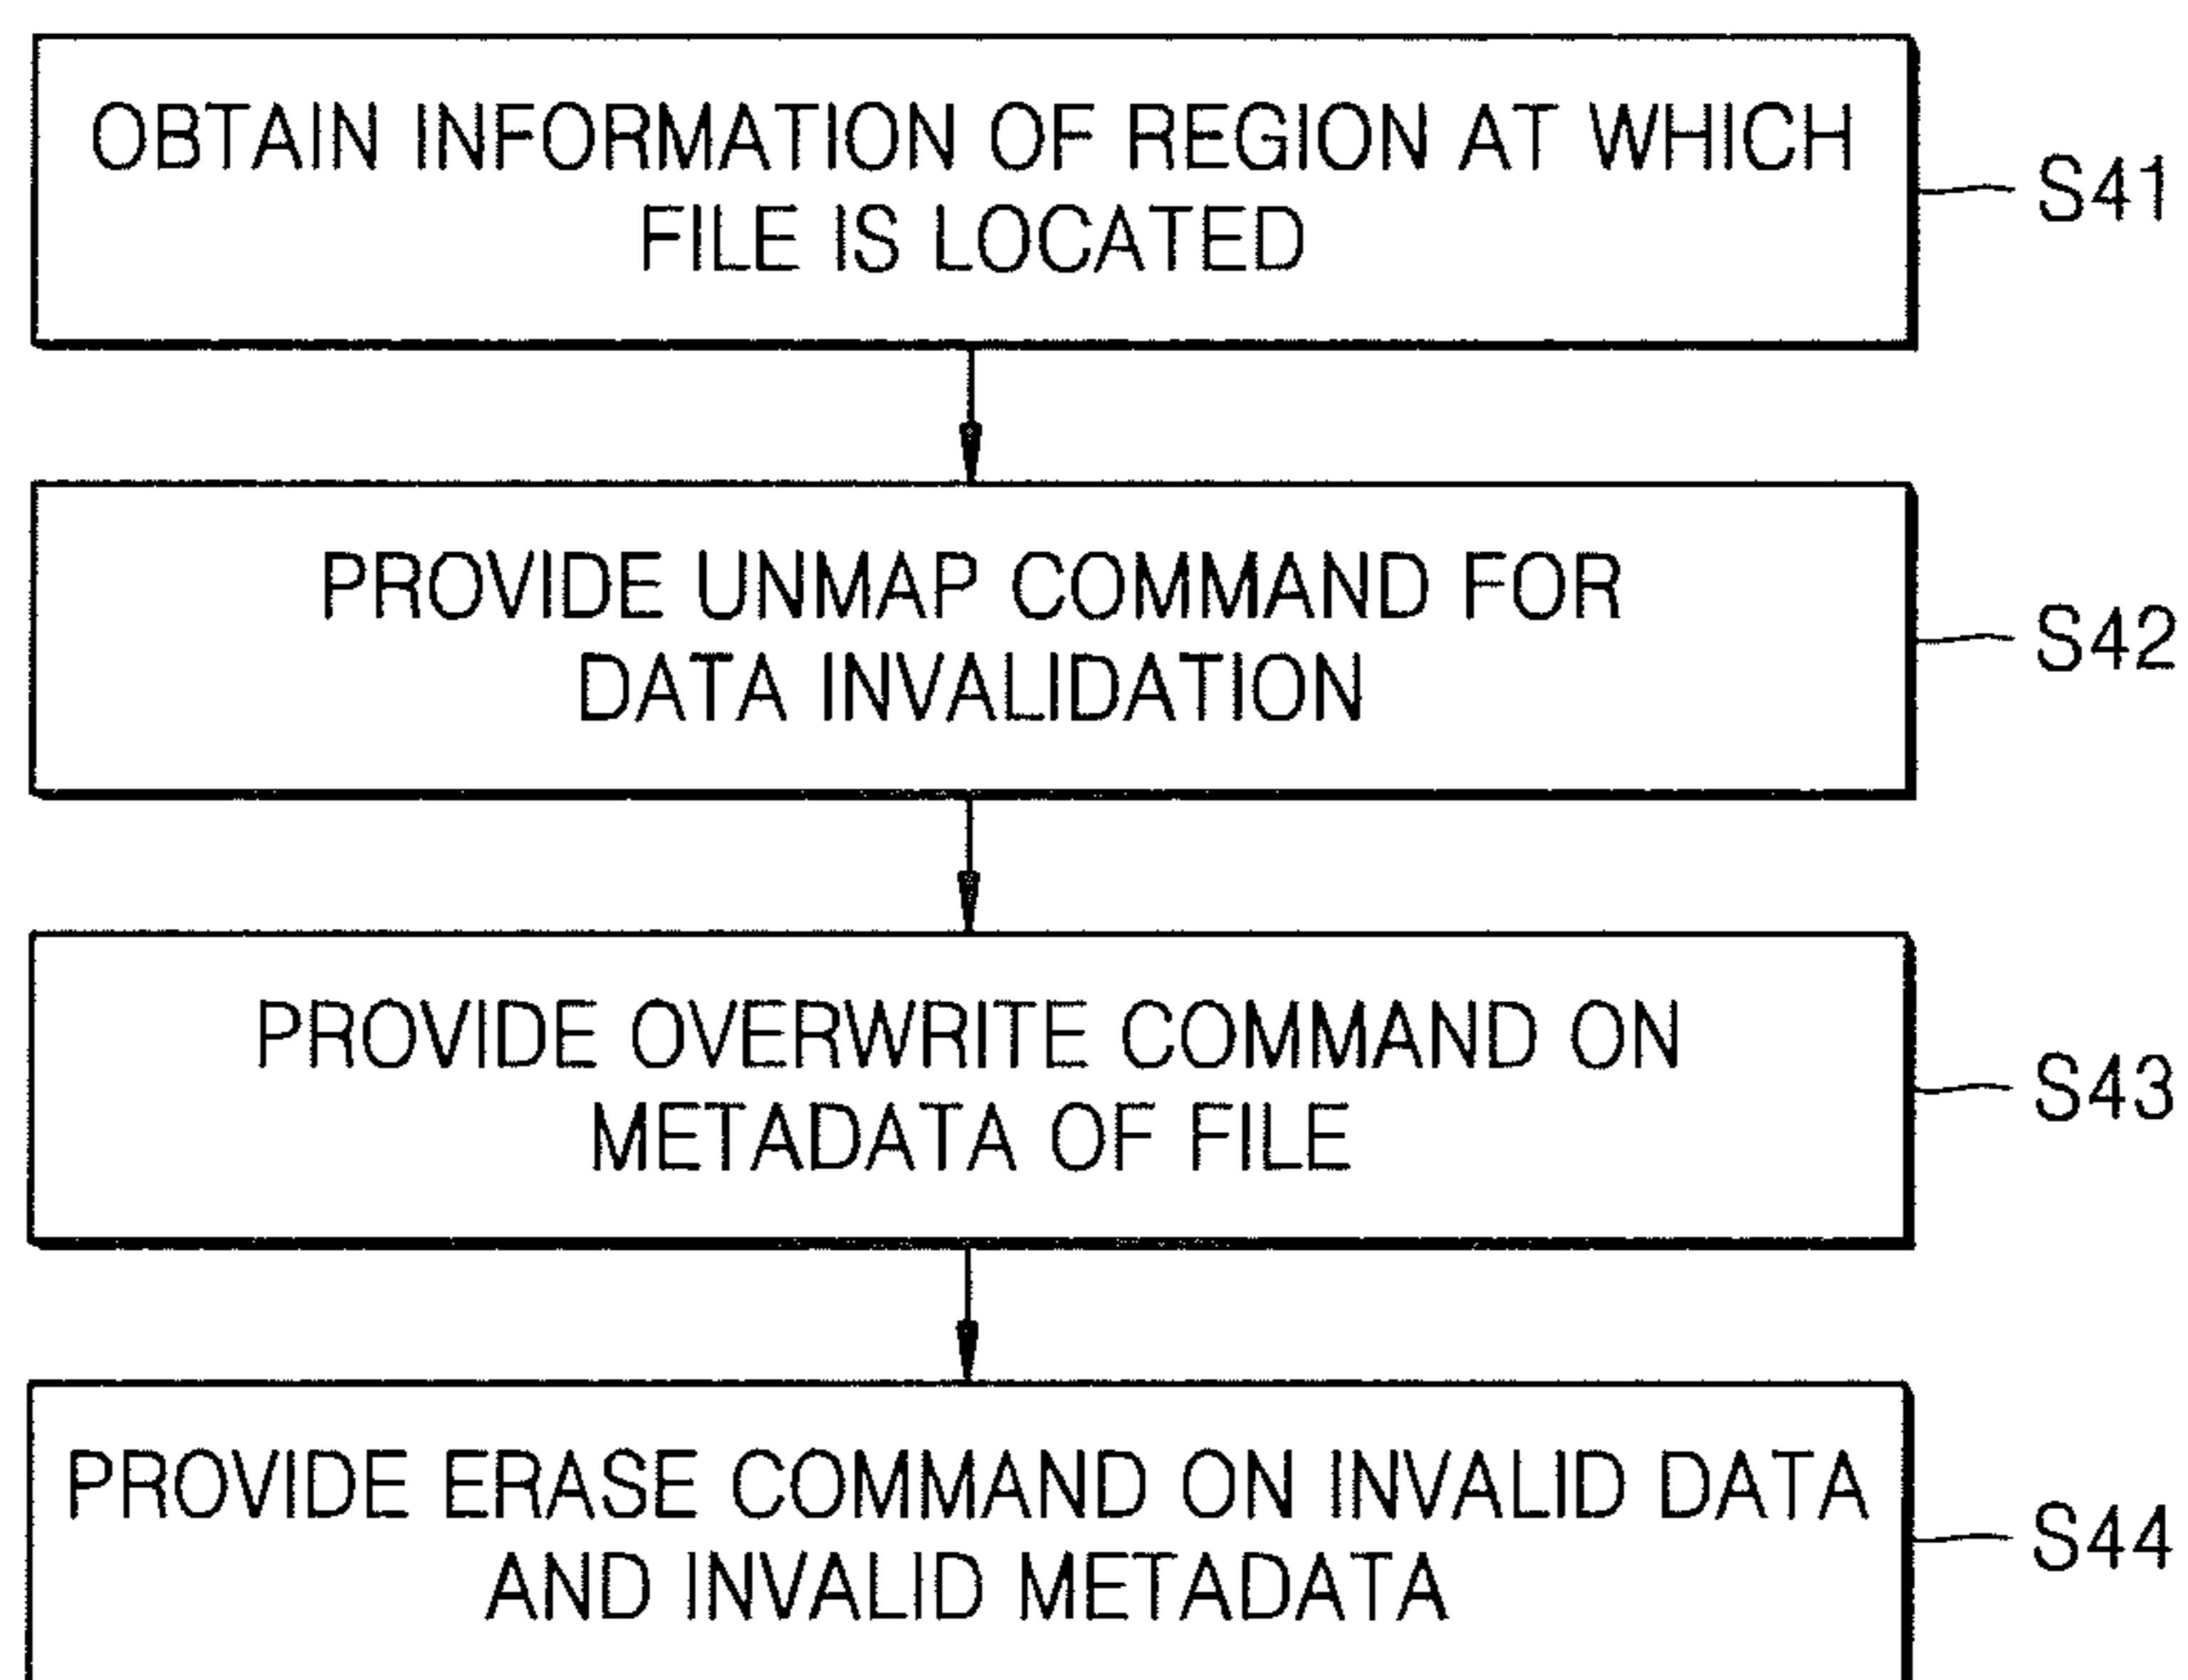 OBTAIN INFORMATION OF REGION AT WHICH
FILE IS LOCATED
S41
PROVIDE UNMAP COMMAND FOR
DATA INVALIDATION
S42
PROVIDE OVERWRITE COMMAND ON
METADATA OF FILE
S43
PROVIDE ERASE COMMAND ON INVALID DATA
AND INVALID METADATA
S44